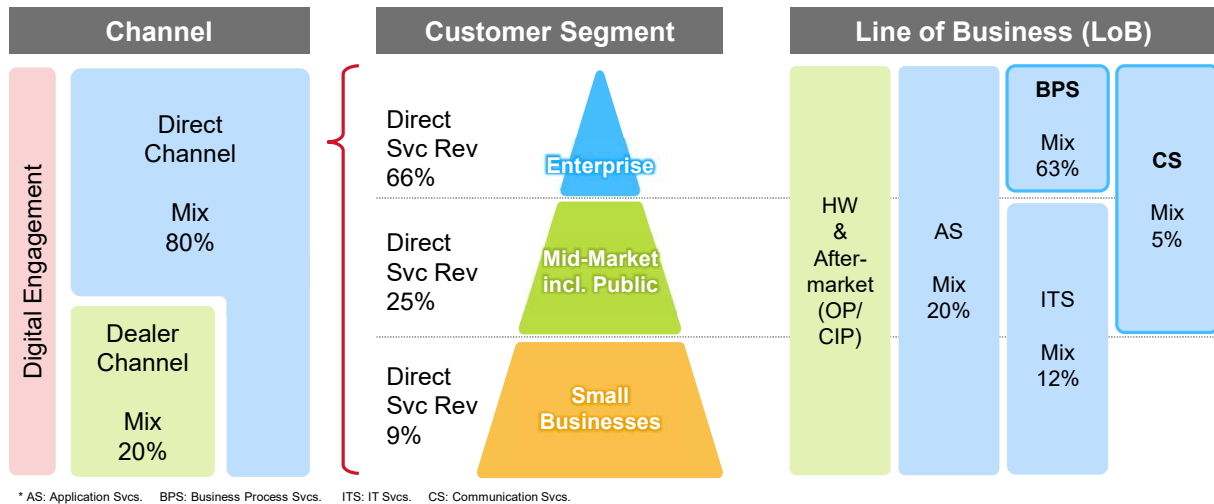 Channel
Customer Segment
Line of Business (LoB)
Digital Engagement
Direct
Channel
Mix
80%
Dealer
Channel
Mix
20%
Direct
Svc Rev
66%
Enterprise
Direct
Svc Rev
25%
Mid-Market
incl. Public
Direct
Svc Rev
9%
Small
Businesses
HW
&
After-
market
(OP/
CIP)
AS
Mix
20%
BPS
Mix
63%
ITS
Mix
12%
CS
Mix
5%
* AS: Application Svcs. BPS: Business Process Svcs. ITS: IT Svcs. CS: Communication Svcs.